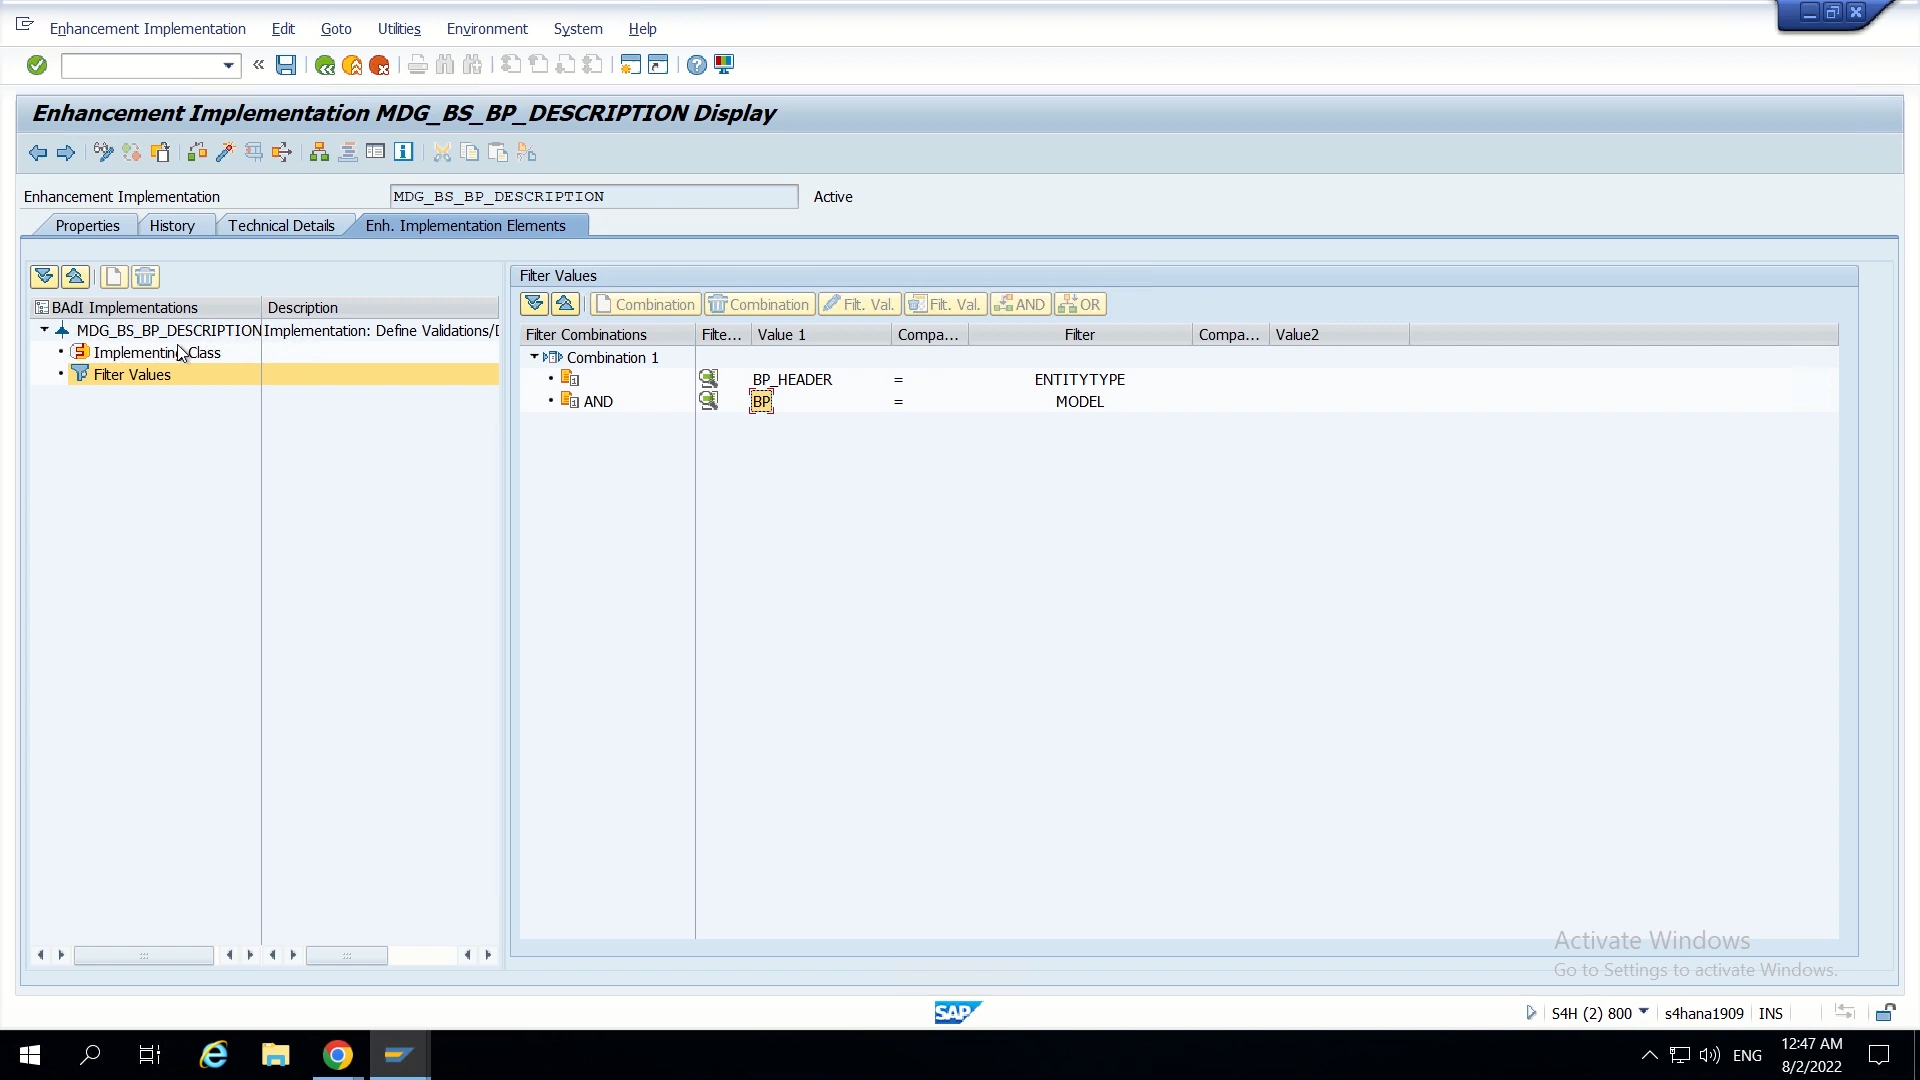 Enhancement Implementation Edit Goto Utilities Environment System Help
Enhancement Implementation MDG_BS_BP_DESCRIPTION Display
Enhancement Implementation MDG_BS_BP_DESCRIPTION Active
Properties History Technical Details Enh. Implementation Elements
Filter Values
Combination Combination Filt. Val. Filt. Val. AND OR
BAdI Implementations Description
MDG_BS_BP_DESCRIPTION Implementation: Define Validations/
Implementing Class
Filter Values
Filter Combinations Filte... Value 1 Compa... Filter Compa... Value2
Combination 1
BP_HEADER = ENTITYTYPE
AND BP = MODEL
Activate Windows
Go to Settings to activate Windows.
SAP
S4H (2) 800 s4hana1909 INS
ENG
12:47 AM
8/2/2022